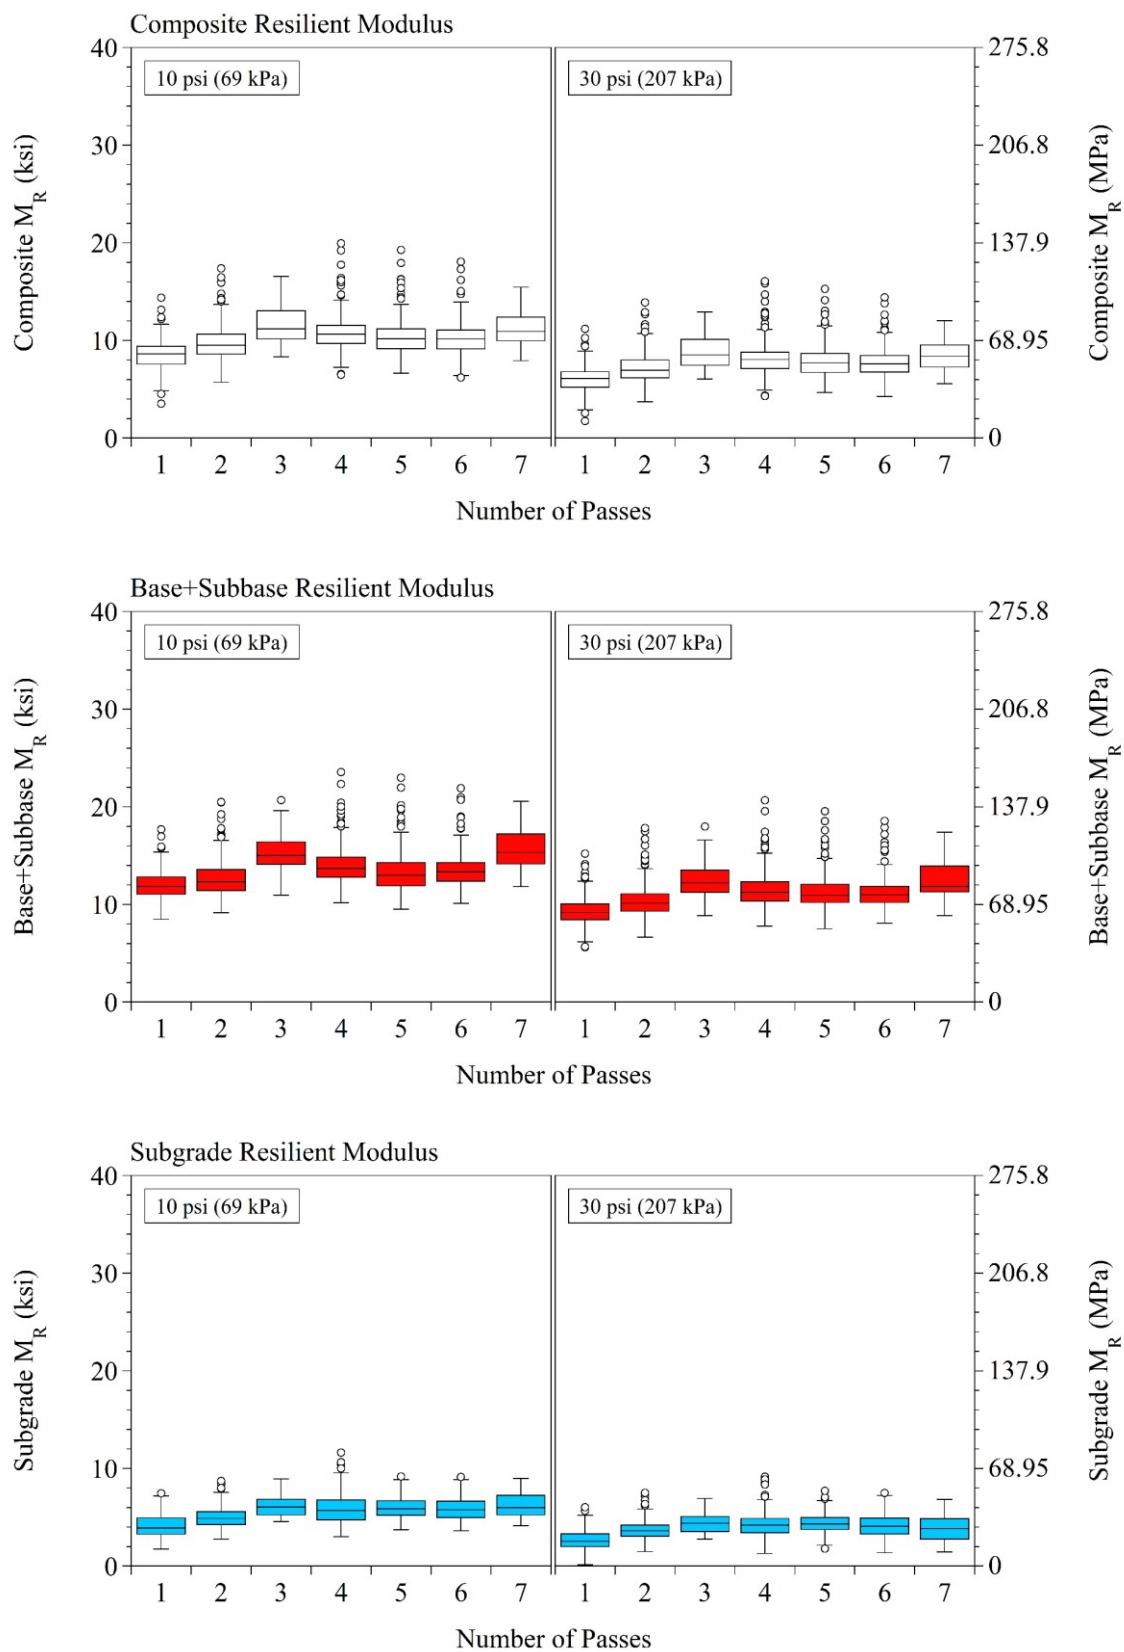 Composite Resilient Modulus
10 psi (69 kPa)
30 psi (207 kPa)
Composite M_R (ksi)
40
30
20
10
0
275.8
206.8
137.9
68.95
0
Composite M_R (MPa)
1 2 3 4 5 6 7 1 2 3 4 5 6 7
Number of Passes
Base+Subbase Resilient Modulus
10 psi (69 kPa)
30 psi (207 kPa)
Base+Subbase M_R (ksi)
40
30
20
10
0
275.8
206.8
137.9
68.95
0
Base+Subbase M_R (MPa)
1 2 3 4 5 6 7 1 2 3 4 5 6 7
Number of Passes
Subgrade Resilient Modulus
10 psi (69 kPa)
30 psi (207 kPa)
Subgrade M_R (ksi)
40
30
20
10
0
275.8
206.8
137.9
68.95
0
Subgrade M_R (MPa)
1 2 3 4 5 6 7 1 2 3 4 5 6 7
Number of Passes